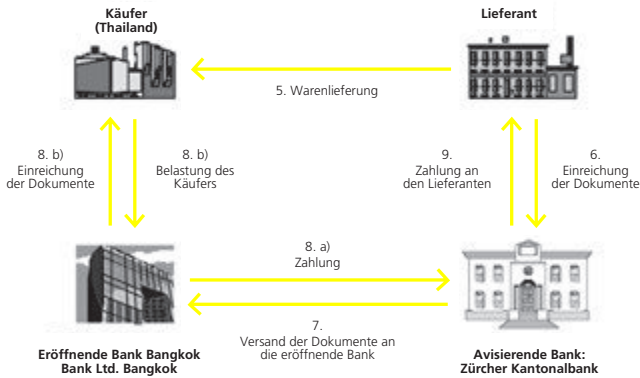 Käufer
(Thailand)
Lieferant
5. Warenlieferung
8. b)
Einreichung
der Dokumente
8. b)
Belastung des
Käufers
9.
Zahlung an
den Lieferanten
6.
Einreichung
der Dokumente
8. a)
Zahlung
7.
Versand der Dokumente an
die eröffnende Bank
Eröffnende Bank Bangkok
Bank Ltd. Bangkok
Avisierende Bank:
Zürcher Kantonalbank